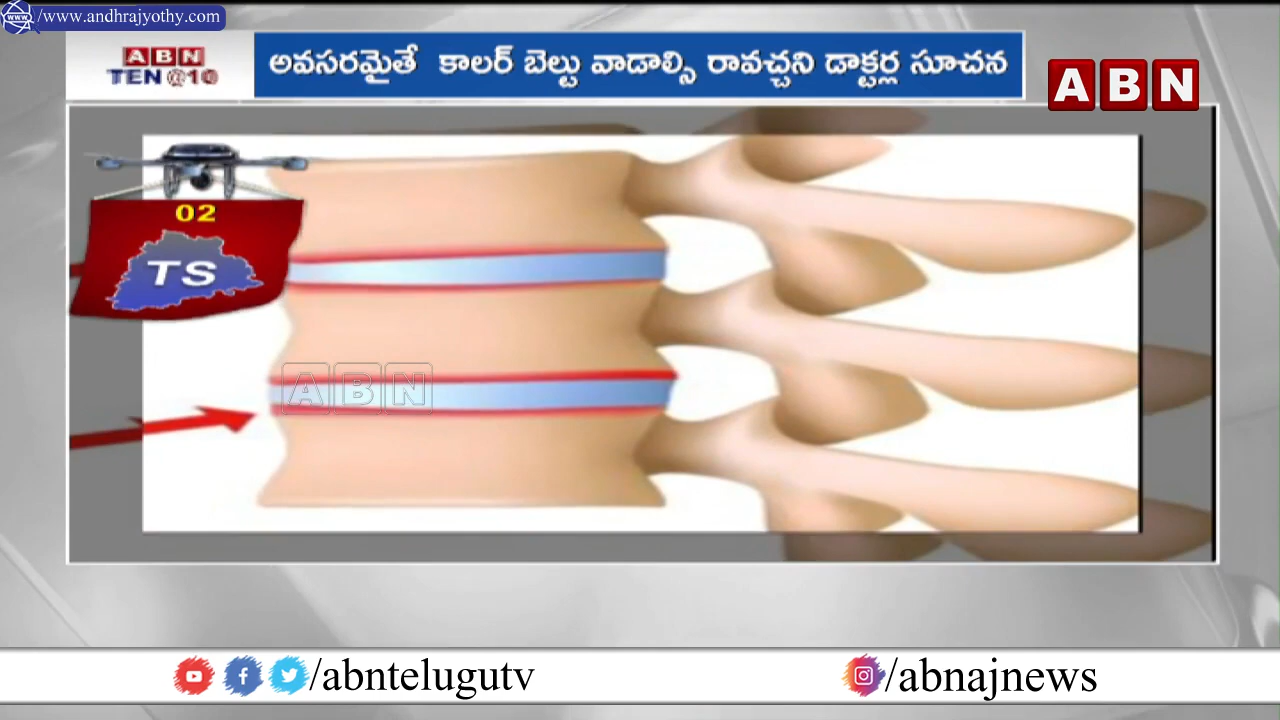 /www.andhrajyothy.com
ABN
TEN@10
అవసరమైతే కాలర్ బెల్టు వాడాల్సి రావచ్చని డాక్టర్ల సూచన
ABN
02
TS
ABN
/abntelugutv
/abnajnews